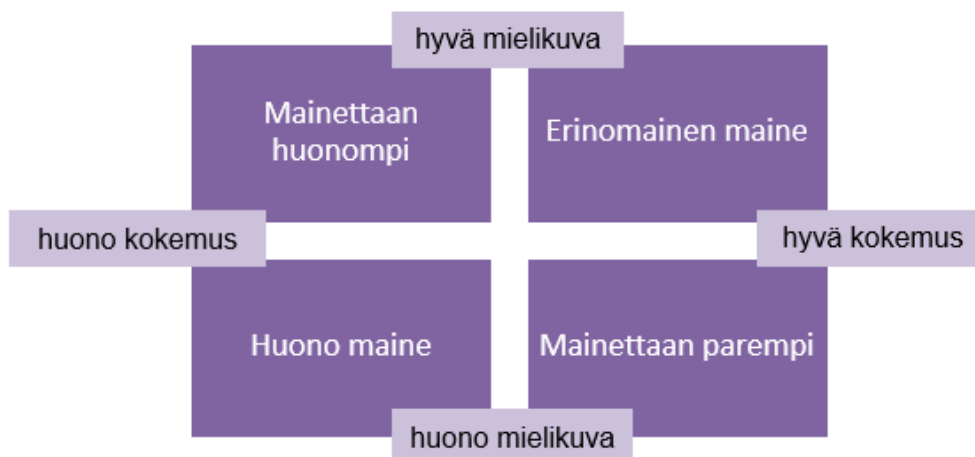 hyvä mielikuva
Mainettaan
huonompi
Erinomainen maine
huono kokemus
hyvä kokemus
Huono maine
Mainettaan parempi
huono mielikuva